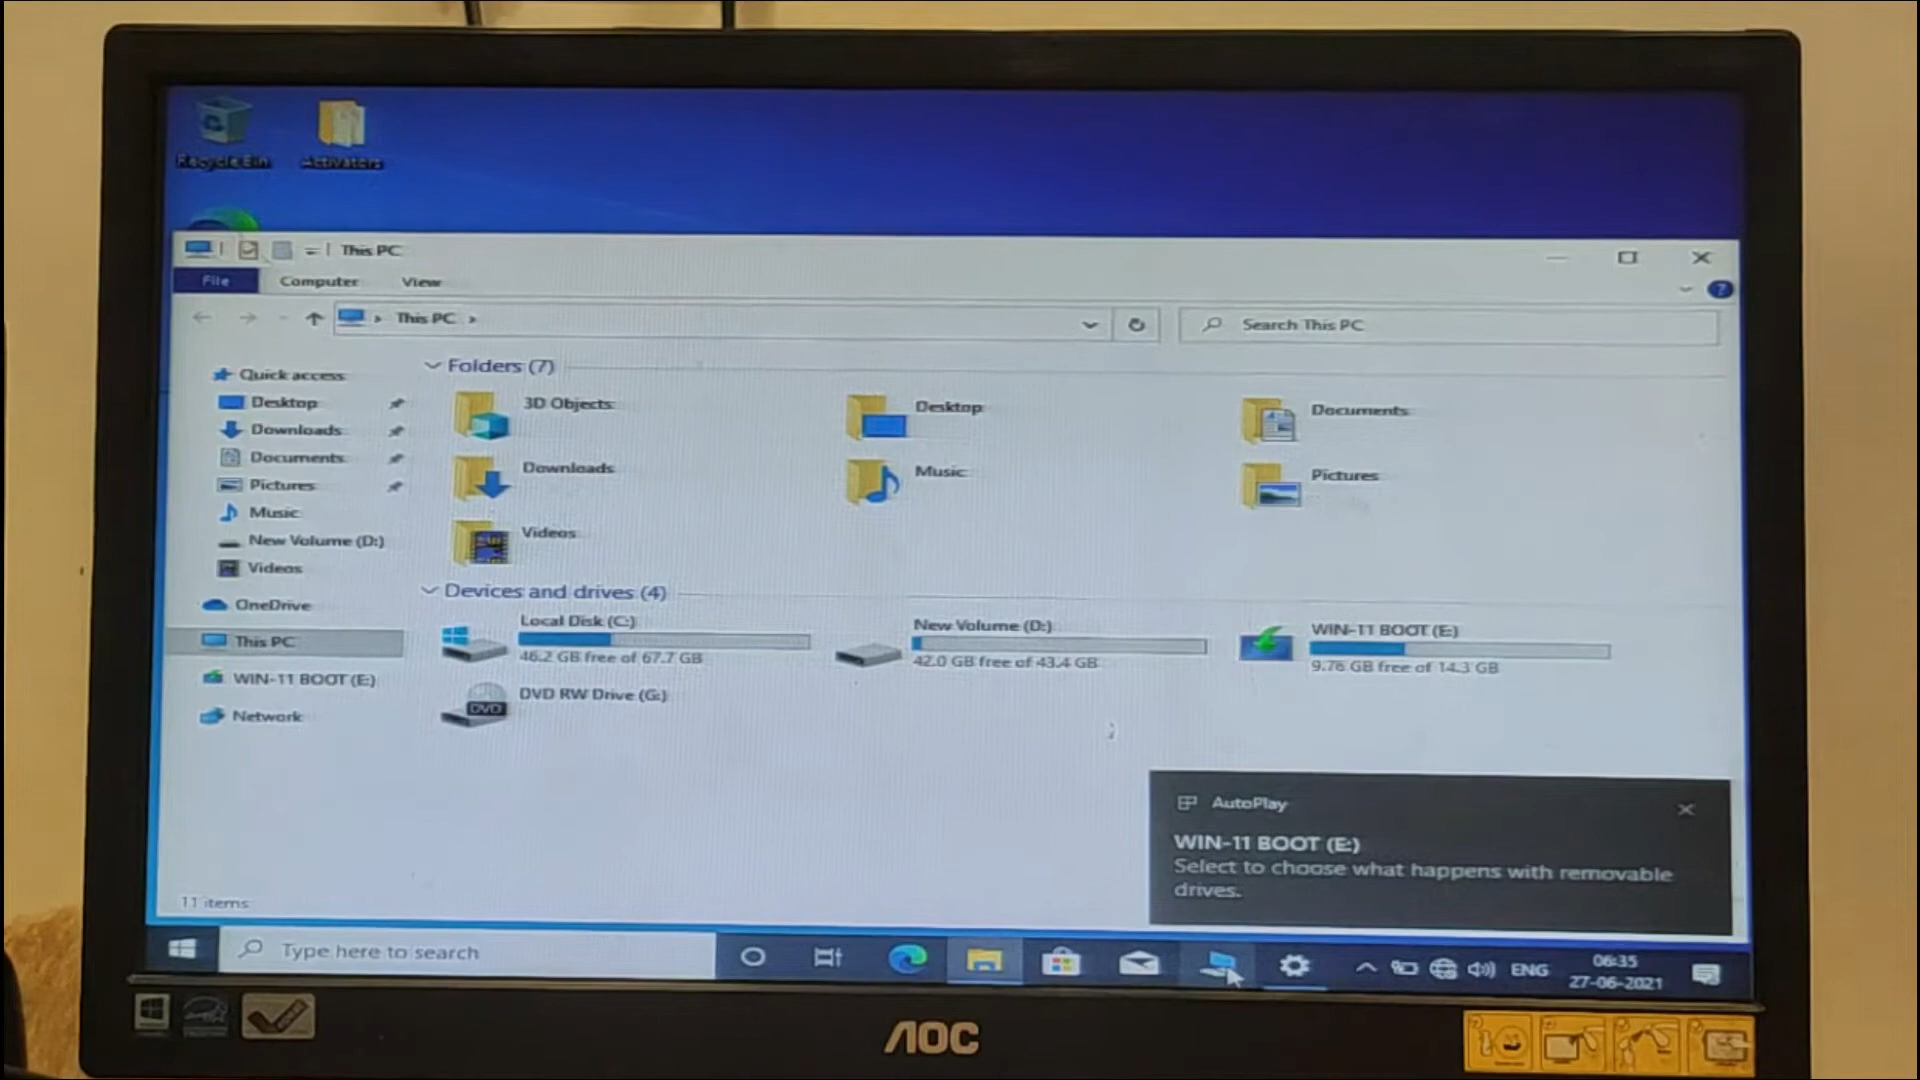 Recycle Bin
Activators
This PC
File
Computer
View
This PC
Search This PC
Quick access
Desktop
Downloads
Documents
Pictures
Music
New Volume (D:)
Videos
OneDrive
This PC
WIN-11 BOOT (E:)
Network
Folders (7)
3D Objects
Desktop
Documents
Downloads
Music
Pictures
Videos
Devices and drives (4)
Local Disk (C:)
46.2 GB free of 67.7 GB
New Volume (D:)
42.0 GB free of 43.4 GB
WIN-11 BOOT (E:)
9.76 GB free of 14.3 GB
DVD RW Drive (G:)
DVD
AutoPlay
WIN-11 BOOT (E:)
Select to choose what happens with removable
drives.
11 items
Type here to search
ENG
06:35
27-06-2021
AOC